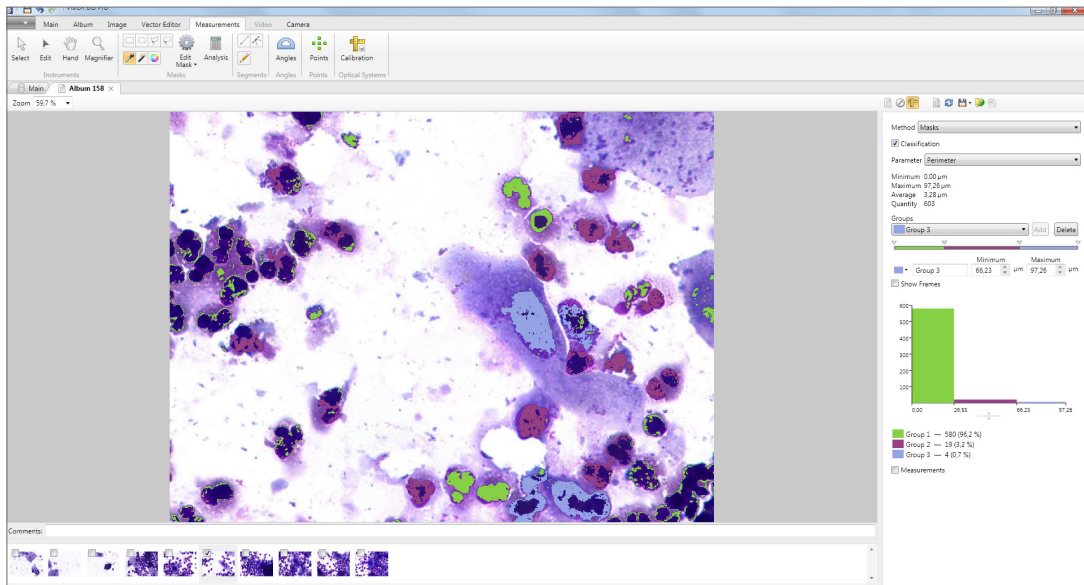 Vision Bio Pro
Main Album Image Vector Editor Measurements Video Camera
Select Edit Hand Magnifier Edit Mask Analysis Angles Points Calibration
Instruments Masks Segments Angles Points Optical Systems
Main Album 158
Zoom 59,7 %
Method Masks
Classification
Parameter Perimeter
Minimum 0,00 µm
Maximum 97,26 µm
Average 3,28 µm
Quantity 603
Groups
Group 3 Add Delete
Minimum Maximum
Group 3 66,23 µm 97,26 µm
Show Frames
600
500
400
300
200
100
0,00 26,55 66,23 97,26
Group 1 — 580 (96,2 %)
Group 2 — 19 (3,2 %)
Group 3 — 4 (0,7 %)
Measurements
Comments: